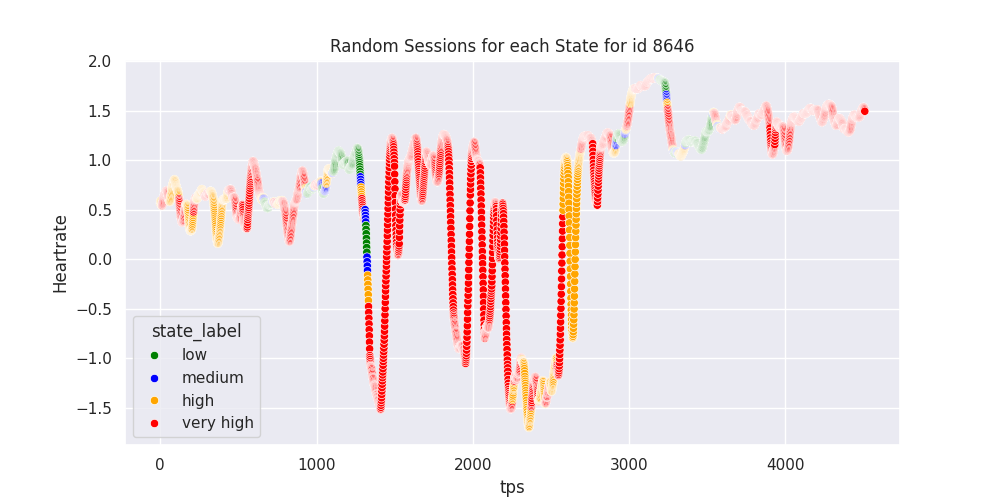 Random Sessions for each State for id 8646
Heartrate
2.0
1.5
1.0
0.5
0.0
−0.5
−1.0
−1.5
state_label
low
medium
high
very high
0 1000 2000 3000 4000
tps